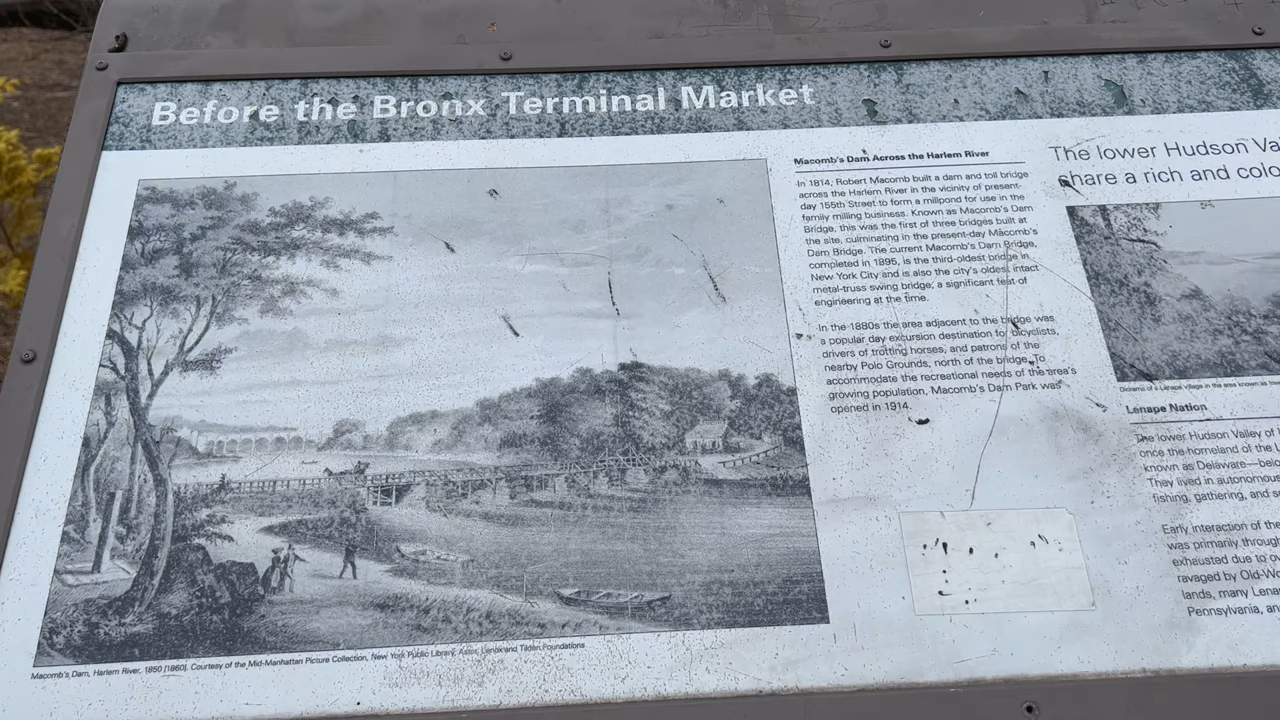 Before the Bronx Terminal Market
Macomb's Dam Across the Harlem River
In 1814, Robert Macomb built a dam and toll bridge
across the Harlem River in the vicinity of present-
day 155th Street to form a millpond for use in the
family milling business. Known as Macomb's Dam
Bridge, this was the first of three bridges built at
the site, culminating in the present-day Macomb's
Dam Bridge. The current Macomb's Dam Bridge,
completed in 1895, is the third-oldest bridge in
New York City and is also the city's oldest intact
metal-truss swing bridge, a significant feat of
engineering at the time.
In the 1880s the area adjacent to the bridge was
a popular day excursion destination for bicyclists,
drivers of trotting horses, and patrons of the
nearby Polo Grounds, north of the bridge. To
accommodate the recreational needs of the area's
growing population, Macomb's Dam Park was
opened in 1914.
Macomb's Dam, Harlem River, 1850 [1860]. Courtesy of the Mid-Manhattan Picture Collection, New York Public Library, Astor, Lenox and Tilden Foundations
The lower Hudson Val
share a rich and colo
Diorama of a Lenape village in the area known as
Lenape Nation
The lower Hudson Valley of
once the homeland of the
known as Delaware—belo
They lived in autonomous
fishing, gathering, and
Early interaction of the
was primarily through
exhausted due to ov
ravaged by Old-Wo
lands, many Lena
Pennsylvania, an